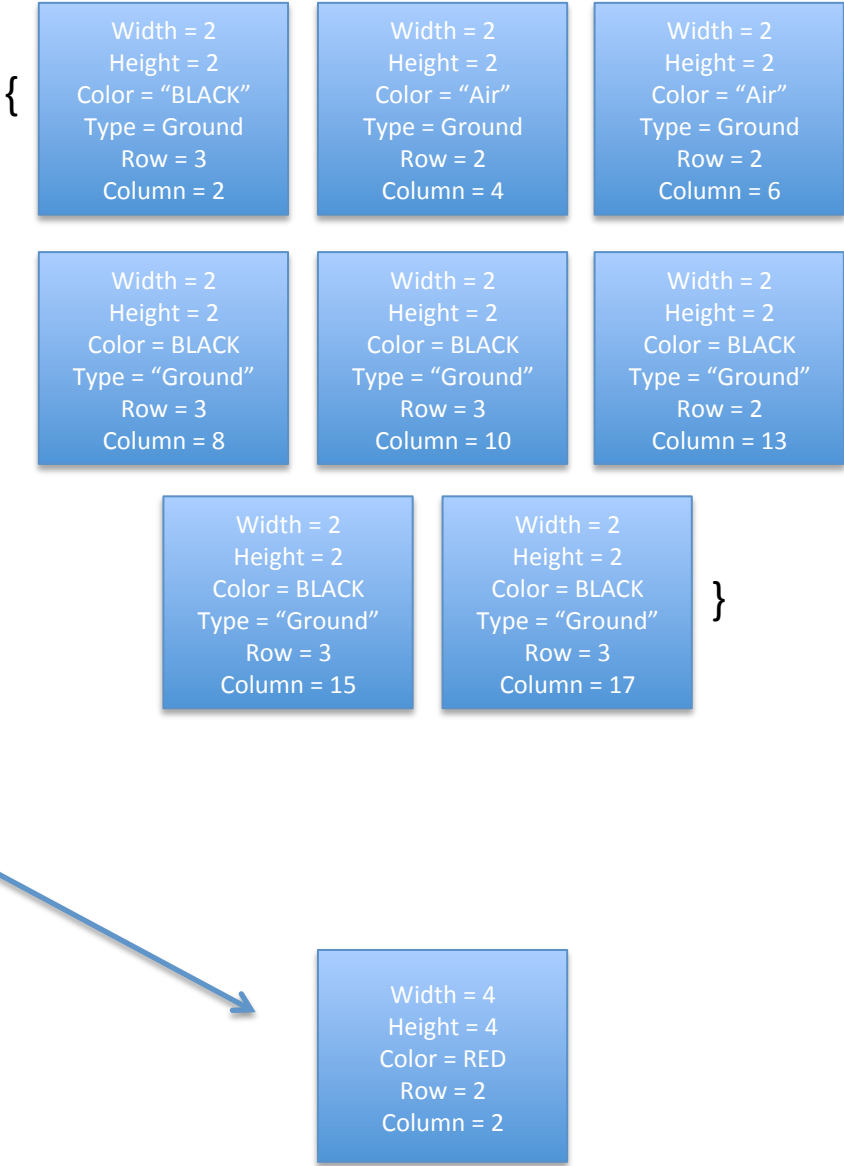 {
Width = 2
Height = 2
Color = “BLACK”
Type = Ground
Row = 3
Column = 2
Width = 2
Height = 2
Color = “Air”
Type = Ground
Row = 2
Column = 4
Width = 2
Height = 2
Color = “Air”
Type = Ground
Row = 2
Column = 6
Width = 2
Height = 2
Color = BLACK
Type = “Ground”
Row = 3
Column = 8
Width = 2
Height = 2
Color = BLACK
Type = “Ground”
Row = 3
Column = 10
Width = 2
Height = 2
Color = BLACK
Type = “Ground”
Row = 2
Column = 13
Width = 2
Height = 2
Color = BLACK
Type = “Ground”
Row = 3
Column = 15
Width = 2
Height = 2
Color = BLACK
Type = “Ground”
Row = 3
Column = 17
}
Width = 4
Height = 4
Color = RED
Row = 2
Column = 2